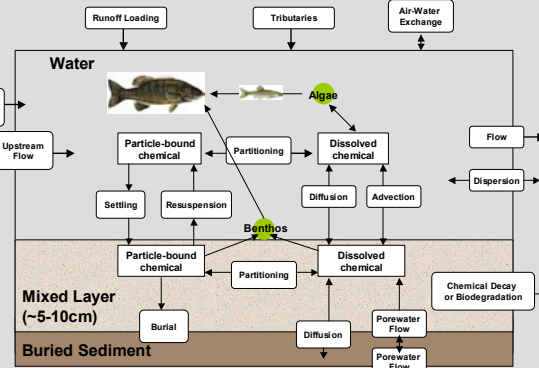 Runoff Loading
Tributaries
Air-Water
Exchange
Water
Algae
Upstream
Flow
Particle-bound
chemical
Partitioning
Dissolved
chemical
Flow
Dispersion
Settling
Resuspension
Diffusion
Advection
Benthos
Particle-bound
chemical
Partitioning
Dissolved
chemical
Chemical Decay
or Biodegradation
Mixed Layer
(~5-10cm)
Burial
Diffusion
Porewater
Flow
Buried Sediment
Porewater
Flow